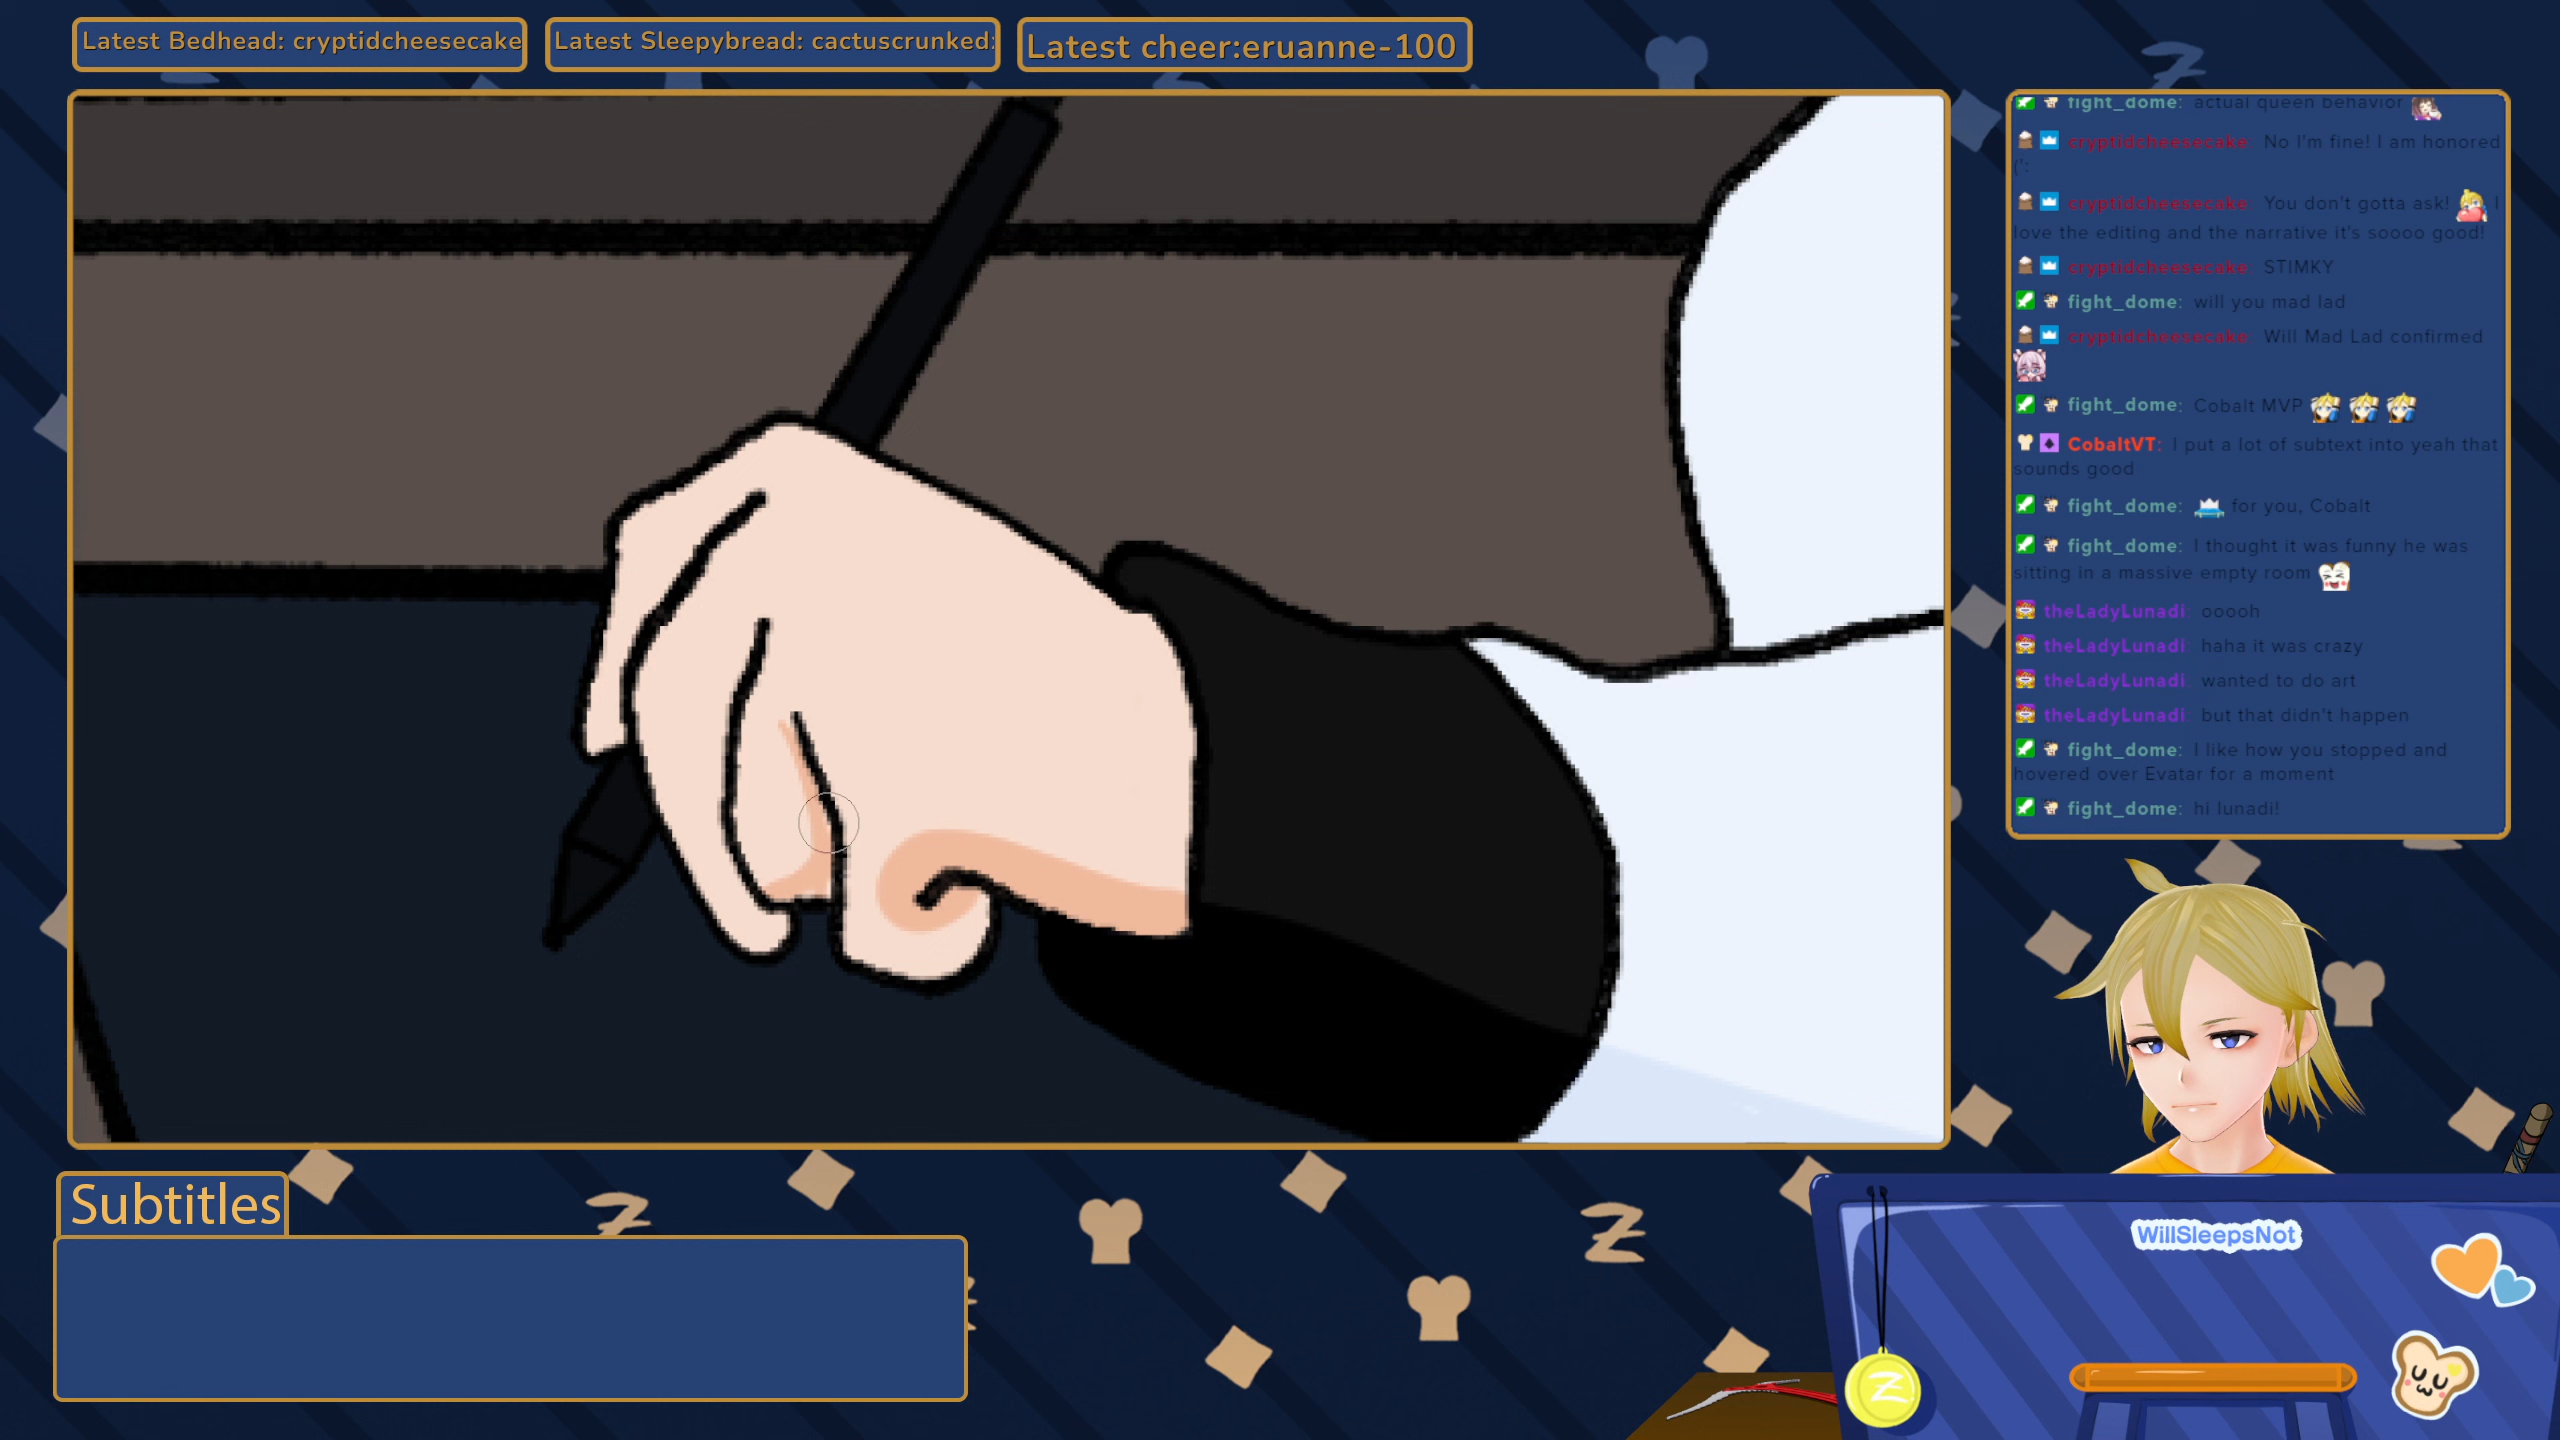 Latest Bedhead: cryptidcheesecake
Latest Sleepybread: cactuscrunked:
Latest cheer:eruanne-100
fight_dome: actual queen behavior
cryptidcheesecake: No I'm fine! I am honored
(':
cryptidcheesecake: You don't gotta ask! I
love the editing and the narrative it's soooo good!
cryptidcheesecake: STIMKY
fight_dome: will you mad lad
cryptidcheesecake: Will Mad Lad confirmed
fight_dome: Cobalt MVP
CobaltVT: I put a lot of subtext into yeah that
sounds good
fight_dome: for you, Cobalt
fight_dome: I thought it was funny he was
sitting in a massive empty room
theLadyLunadi: ooooh
theLadyLunadi: haha it was crazy
theLadyLunadi: wanted to do art
theLadyLunadi: but that didn't happen
fight_dome: I like how you stopped and
hovered over Evatar for a moment
fight_dome: hi lunadi!
Subtitles
WillSleepsNot
Z